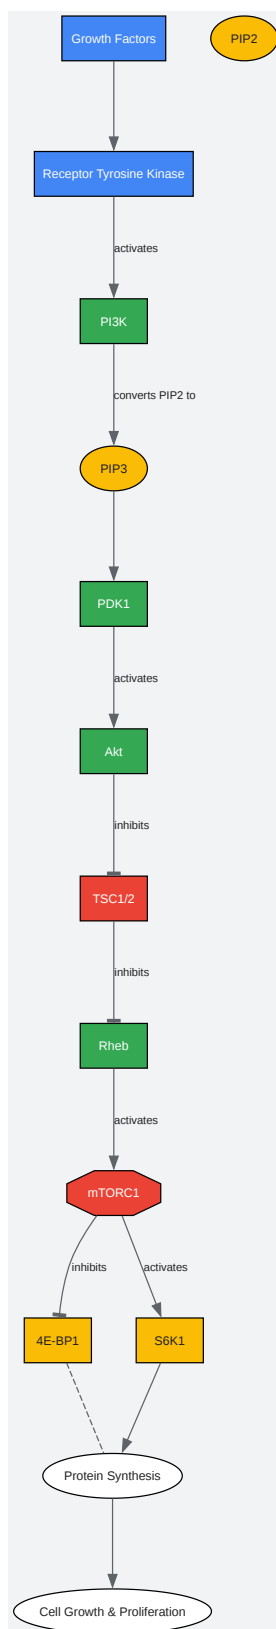 Growth Factors
PIP2
Receptor Tyrosine Kinase
activates
PI3K
converts PIP2 to
PIP3
PDK1
activates
Akt
inhibits
TSC1/2
inhibits
Rheb
activates
mTORC1
inhibits
activates
4E-BP1
S6K1
Protein Synthesis
Cell Growth & Proliferation